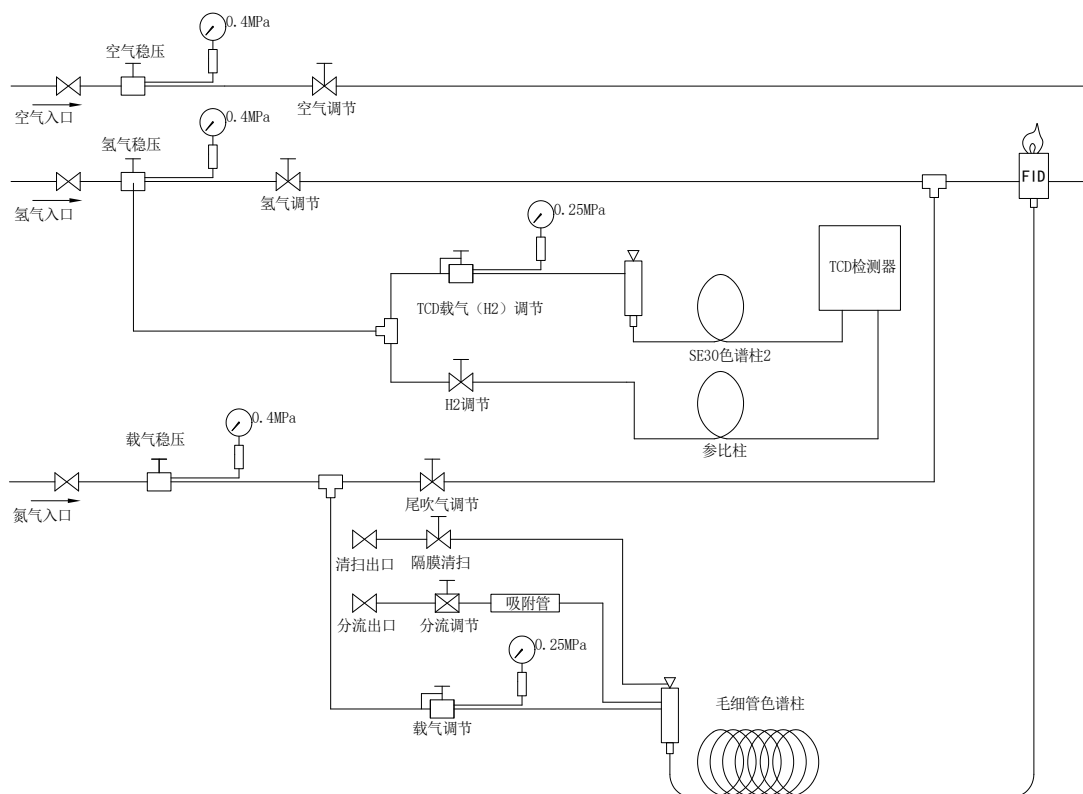 0.4MPa
空气稳压
空气入口
空气调节
0.4MPa
氢气稳压
氢气入口
氢气调节
FID
0.25MPa
TCD检测器
TCD载气（H2）调节
SE30色谱柱2
H2调节
参比柱
0.4MPa
载气稳压
氮气入口
尾吹气调节
清扫出口
隔膜清扫
吸附管
分流出口
分流调节
0.25MPa
载气调节
毛细管色谱柱